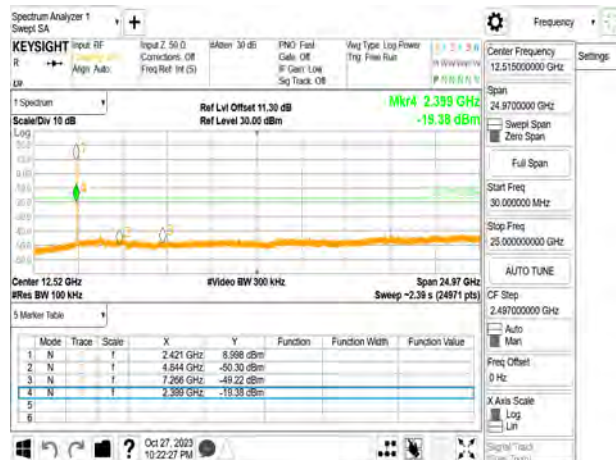 Spectrum Analyzer 1
Swept SA
Frequency
KEYSIGHT
R
Input: RF
Align: Auto
Input Z: 50 Ω
Corrections: Off
Freq Ref: Int (S)
#Atten: 30 dB
PNO: Fast
Gate: Off
IF Gain: Low
Sig Track: Off
Avg Type: Log-Power
Trig: Free Run
Center Frequency
12.515000000 GHz
Settings
Span
24.9700000 GHz
Swept Span
Zero Span
Full Span
Start Freq
30.000000 MHz
Stop Freq
25.000000000 GHz
AUTO TUNE
CF Step
2.497000000 GHz
Auto
Man
Freq Offset
0 Hz
X Axis Scale
Log
Lin
Signal Track
1 Spectrum
Scale/Div 10 dB
Log
Ref Lvl Offset 11.30 dB
Ref Level 30.00 dBm
Mkr4 2.399 GHz
-19.38 dBm
Center 12.52 GHz
#Res BW 100 kHz
#Video BW 300 kHz
Span 24.97 GHz
Sweep ~2.39 s (24971 pts)
5 Marker Table
Mode Trace Scale X Y Function Function Width Function Value
1 N f 2.421 GHz 8.998 dBm
2 N f 4.844 GHz -50.30 dBm
3 N f 7.266 GHz -49.22 dBm
4 N f 2.399 GHz -19.38 dBm
5
6
Oct 27, 2023
10:22:27 PM